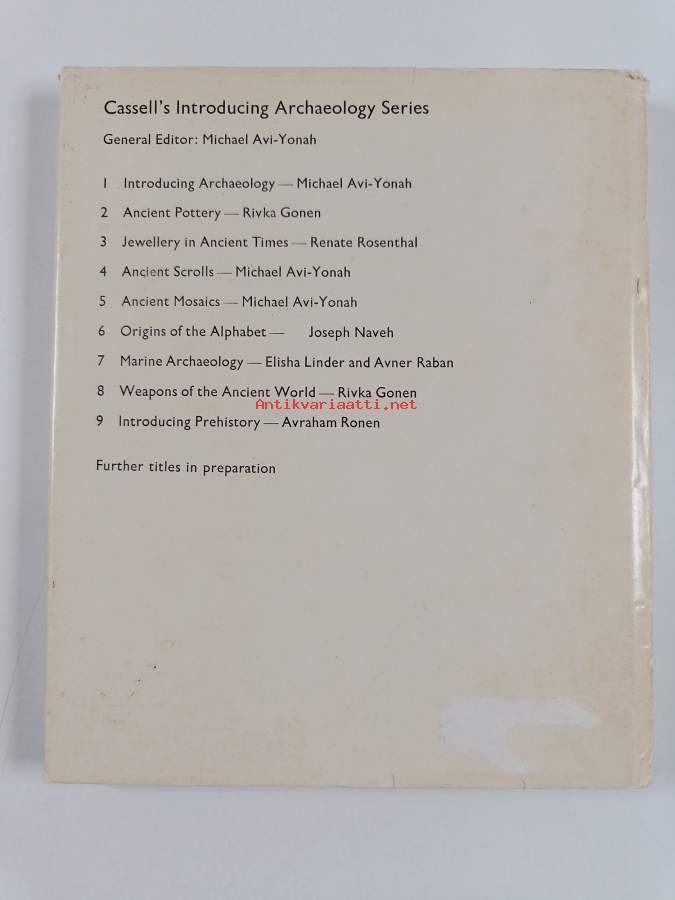 Cassell's Introducing Archaeology Series
General Editor: Michael Avi-Yonah
1 Introducing Archaeology — Michael Avi-Yonah
2 Ancient Pottery — Rivka Gonen
3 Jewellery in Ancient Times — Renate Rosenthal
4 Ancient Scrolls — Michael Avi-Yonah
5 Ancient Mosaics — Michael Avi-Yonah
6 Origins of the Alphabet — Joseph Naveh
7 Marine Archaeology — Elisha Linder and Avner Raban
8 Weapons of the Ancient World — Rivka Gonen
Antikvariaatti.net
9 Introducing Prehistory — Avraham Ronen
Further titles in preparation